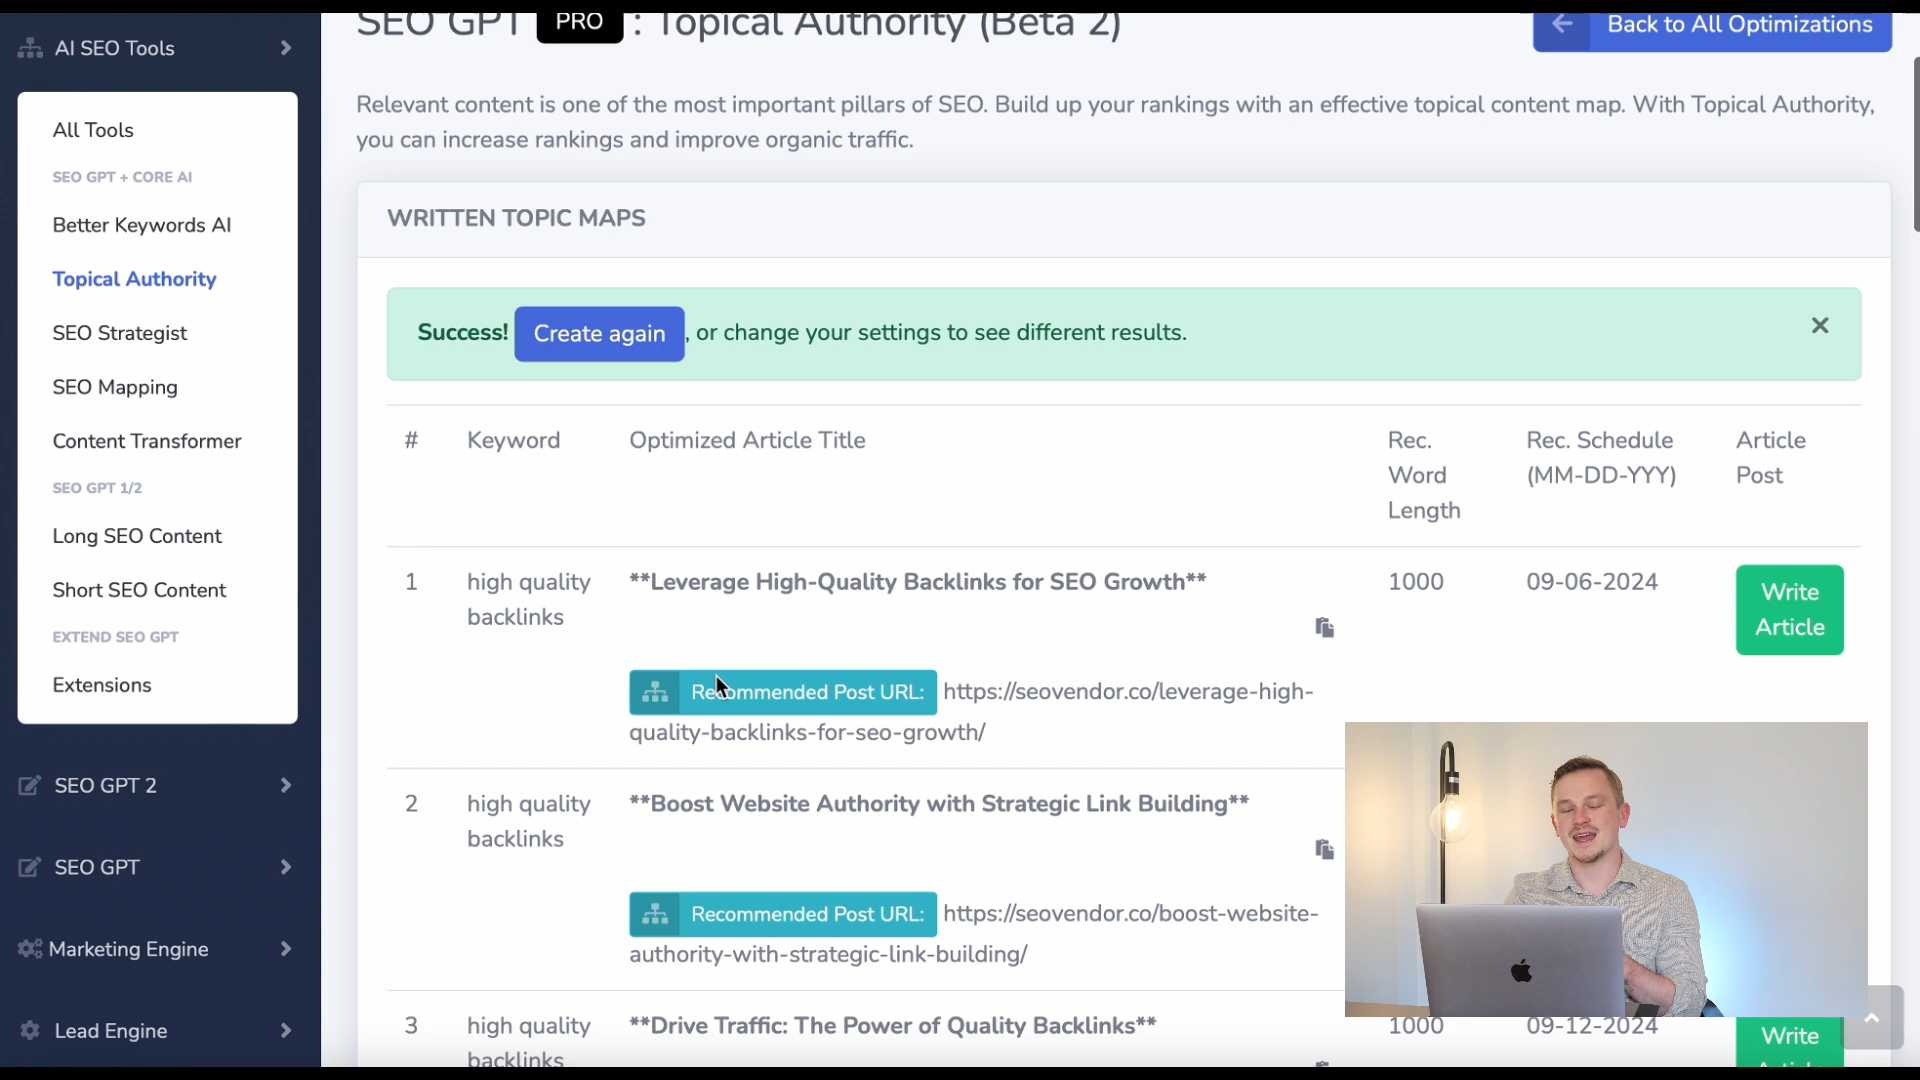 AI SEO Tools
All Tools
SEO GPT + CORE AI
Better Keywords AI
Topical Authority
SEO Strategist
SEO Mapping
Content Transformer
SEO GPT 1/2
Long SEO Content
Short SEO Content
EXTEND SEO GPT
Extensions
SEO GPT 2
SEO GPT
Marketing Engine
Lead Engine
SEO GPT PRO : Topical Authority (Beta 2)
Back to All Optimizations
Relevant content is one of the most important pillars of SEO. Build up your rankings with an effective topical content map. With Topical Authority,
you can increase rankings and improve organic traffic.
WRITTEN TOPIC MAPS
Success! Create again , or change your settings to see different results.
# Keyword Optimized Article Title Rec. Word Length Rec. Schedule (MM-DD-YYY) Article Post
1 high quality backlinks **Leverage High-Quality Backlinks for SEO Growth** 1000 09-06-2024 Write Article
Recommended Post URL: https://seovendor.co/leverage-high-
quality-backlinks-for-seo-growth/
2 high quality backlinks **Boost Website Authority with Strategic Link Building**
Recommended Post URL: https://seovendor.co/boost-website-
authority-with-strategic-link-building/
3 high quality backlinks **Drive Traffic: The Power of Quality Backlinks** 1000 09-12-2024 Write